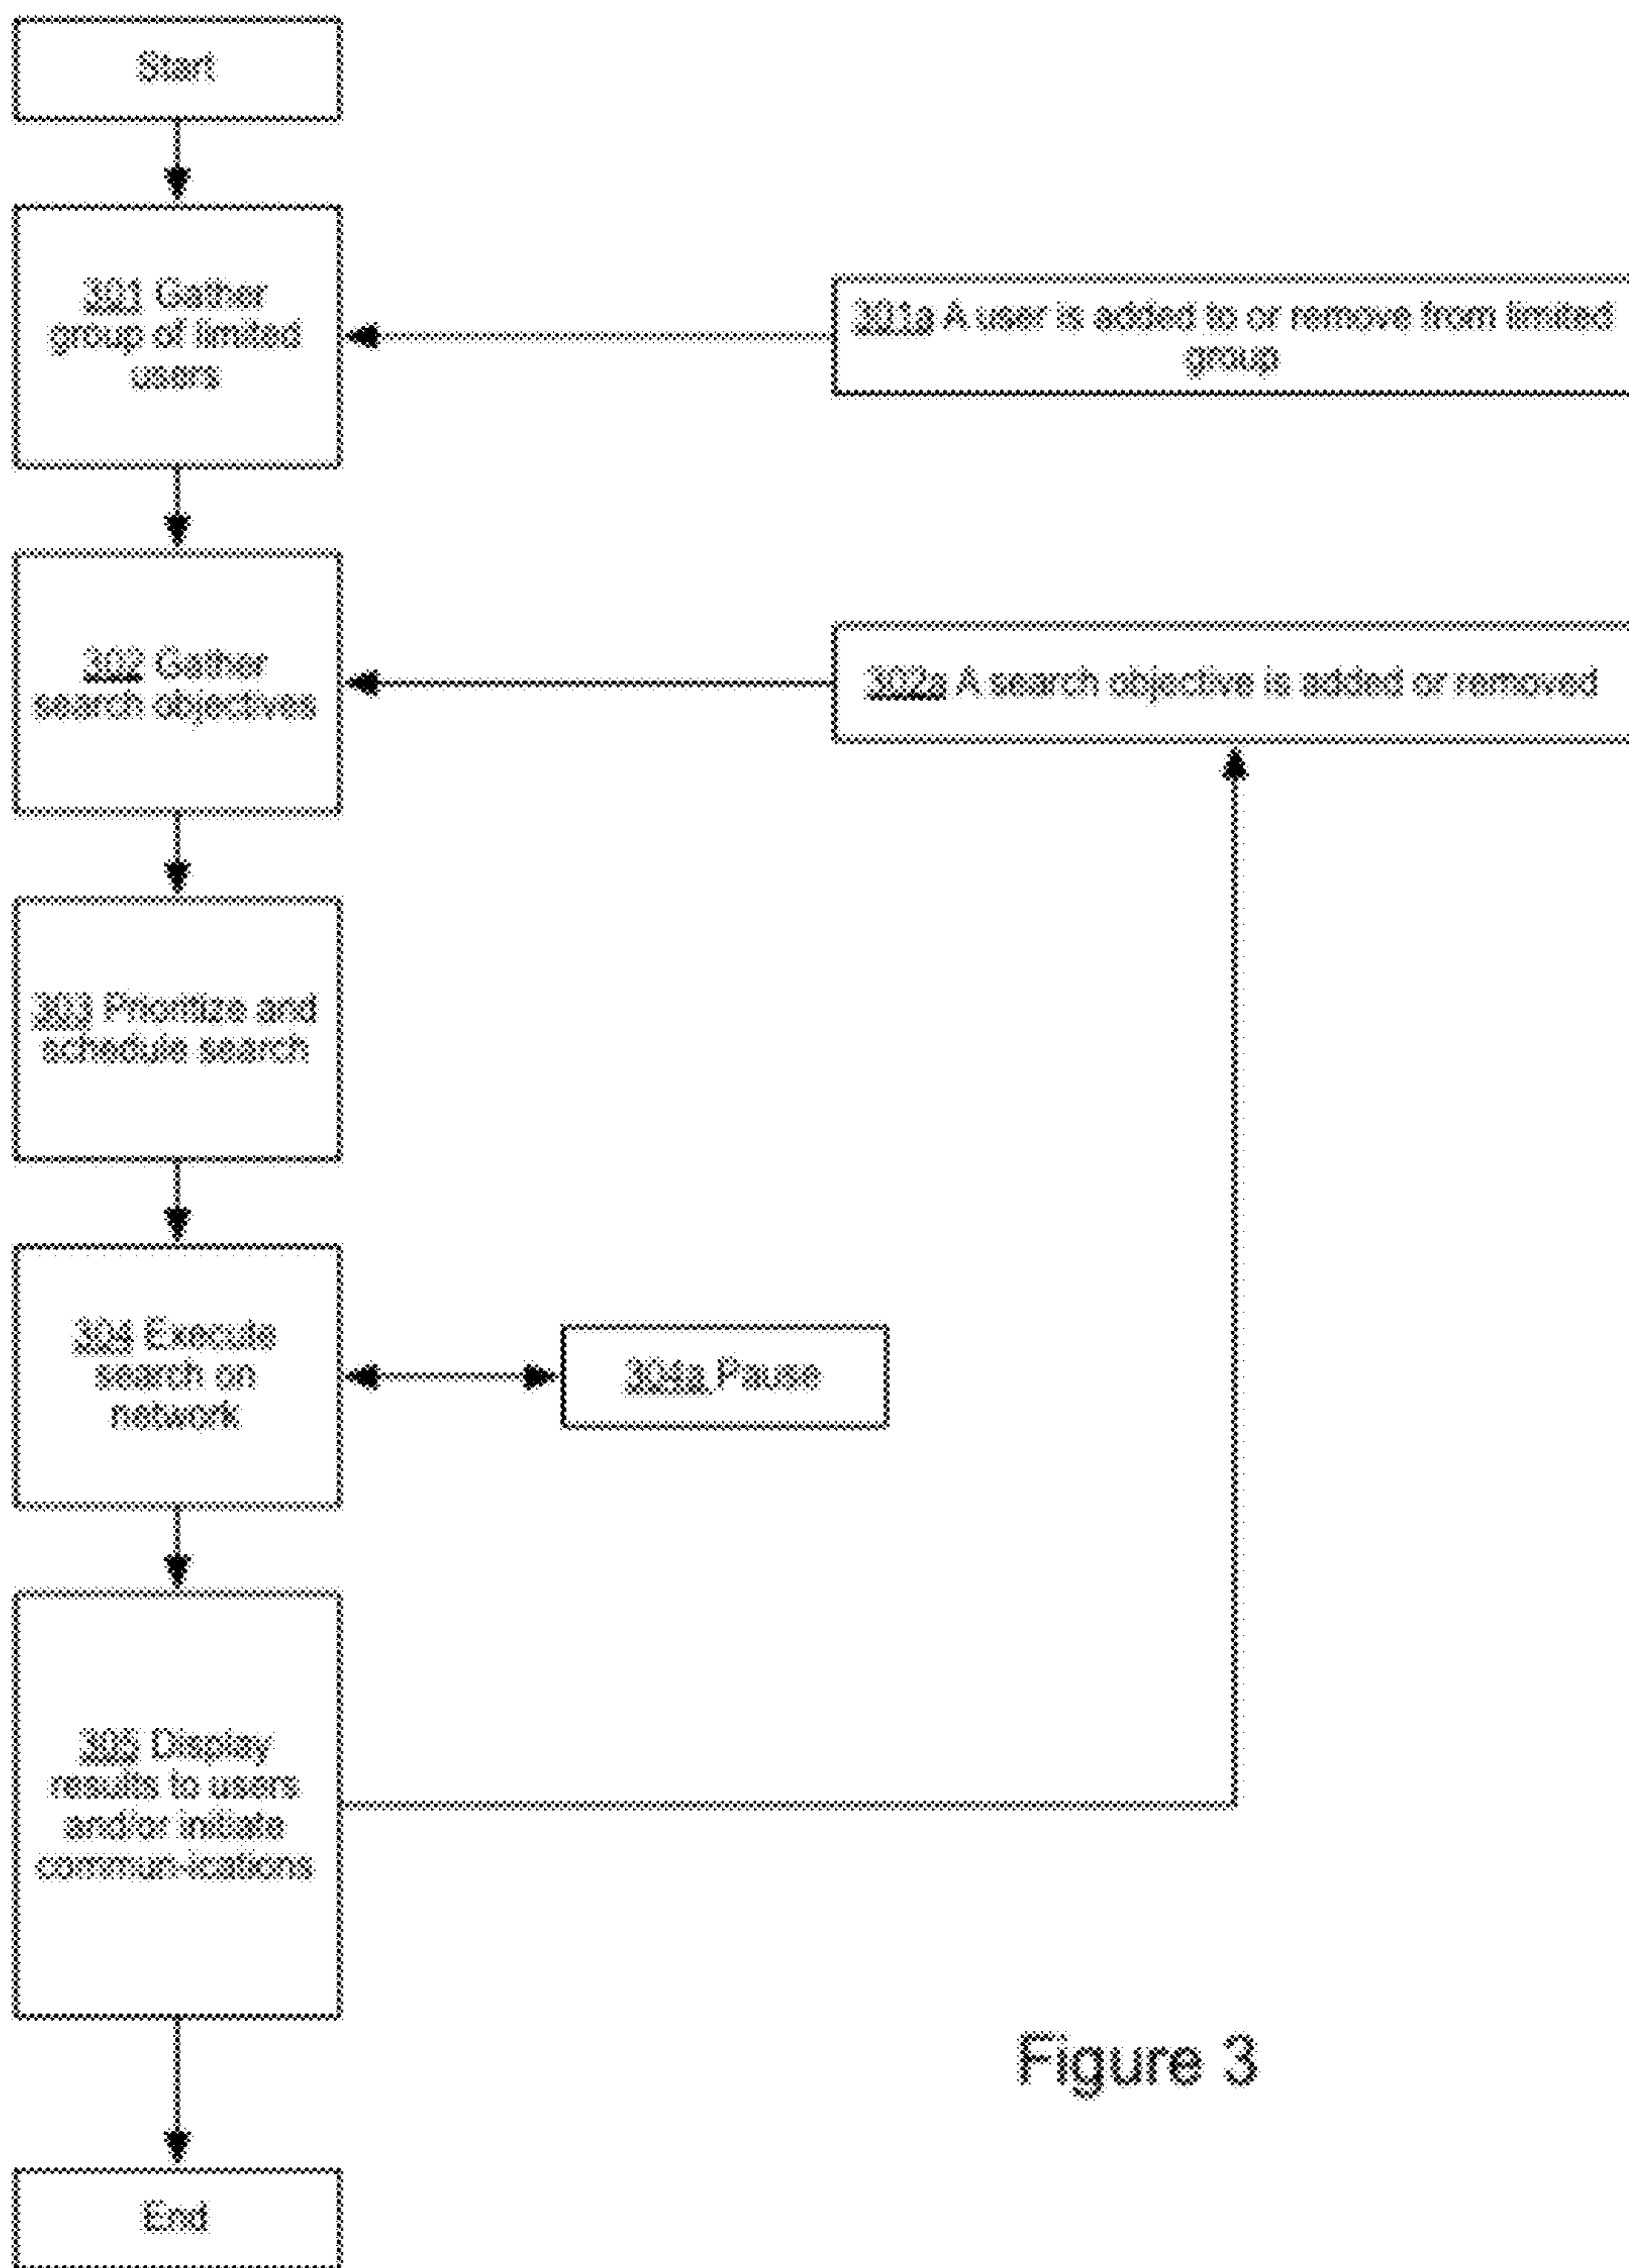 Start
301 Gather
group of limited
users
301a A user is added to or remove from limited
group
302 Gather
search objectives
302a A search objective is added or removed
303 Prioritize and
schedule search
304 Execute
search on
network
304a Pause
305 Display
results to users
and/or initiate
commun-ications
Figure 3
End